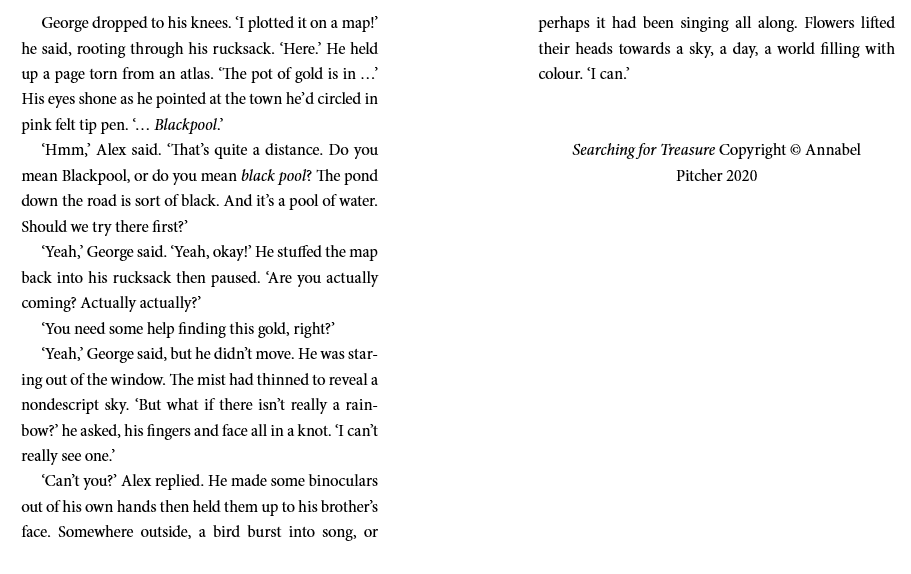 George dropped to his knees. ‘I plotted it on a map!’
he said, rooting through his rucksack. ‘Here.’ He held
up a page torn from an atlas. ‘The pot of gold is in …’
His eyes shone as he pointed at the town he’d circled in
pink felt tip pen. ‘… Blackpool.’
‘Hmm,’ Alex said. ‘That’s quite a distance. Do you
mean Blackpool, or do you mean black pool? The pond
down the road is sort of black. And it’s a pool of water.
Should we try there first?’
‘Yeah,’ George said. ‘Yeah, okay!’ He stuffed the map
back into his rucksack then paused. ‘Are you actually
coming? Actually actually?’
‘You need some help finding this gold, right?’
‘Yeah,’ George said, but he didn’t move. He was star-
ing out of the window. The mist had thinned to reveal a
nondescript sky. ‘But what if there isn’t really a rain-
bow?’ he asked, his fingers and face all in a knot. ‘I can’t
really see one.’
‘Can’t you?’ Alex replied. He made some binoculars
out of his own hands then held them up to his brother’s
face. Somewhere outside, a bird burst into song, or
perhaps it had been singing all along. Flowers lifted
their heads towards a sky, a day, a world filling with
colour. ‘I can.’
Searching for Treasure Copyright © Annabel
Pitcher 2020